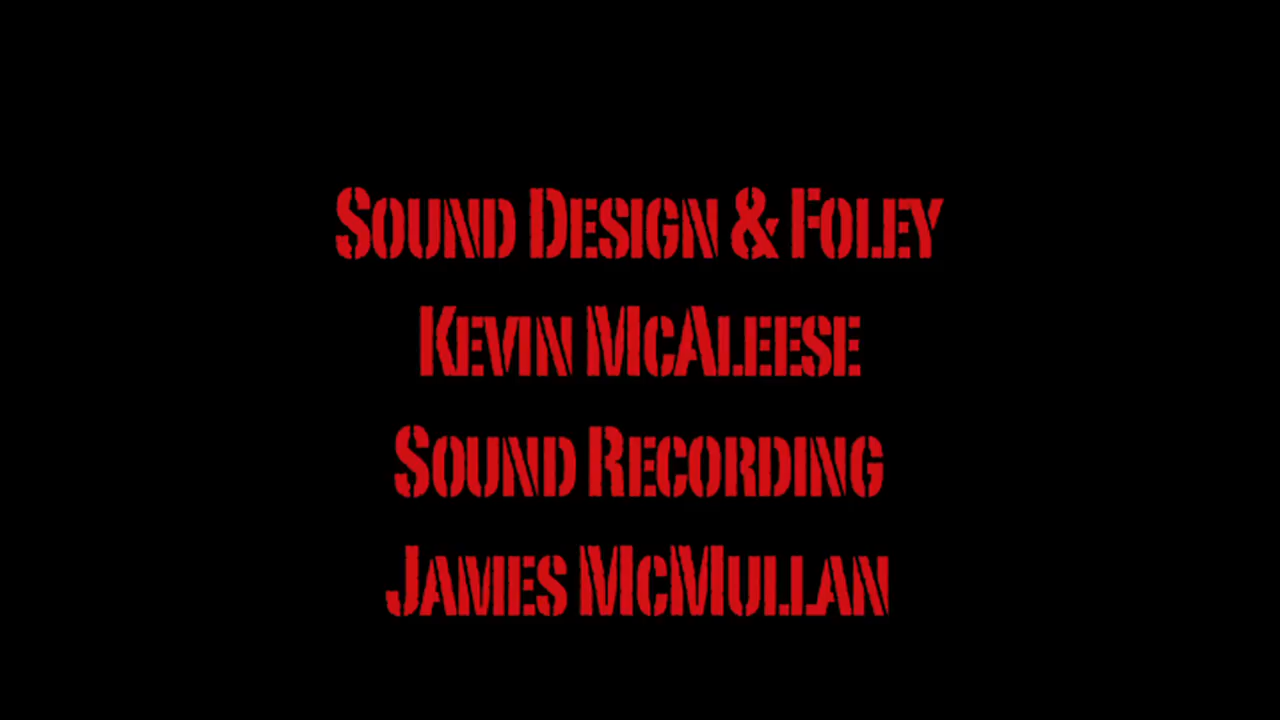 Sound Design & Foley
Kevin McAleese
Sound Recording
James McMullan